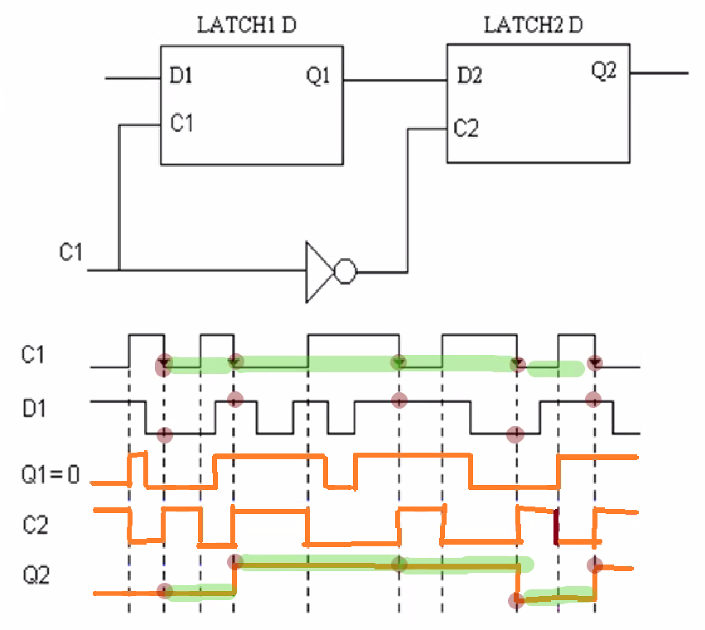 LATCH1 D LATCH2 D
D1 Q1 D2 Q2
C1 C2
C1
C1
D1
Q1=0
C2
Q2